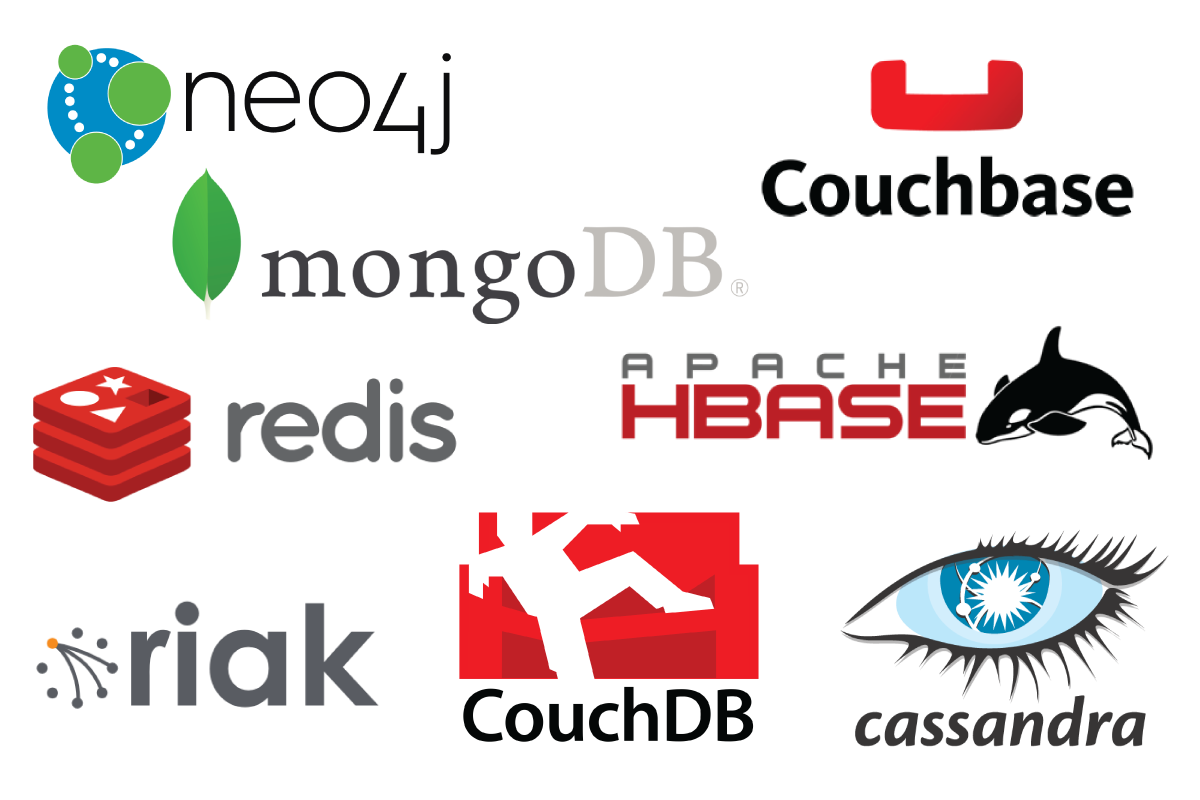 neo4j
Couchbase
mongoDB®
APACHE
HBASE
redis
riak
CouchDB
cassandra